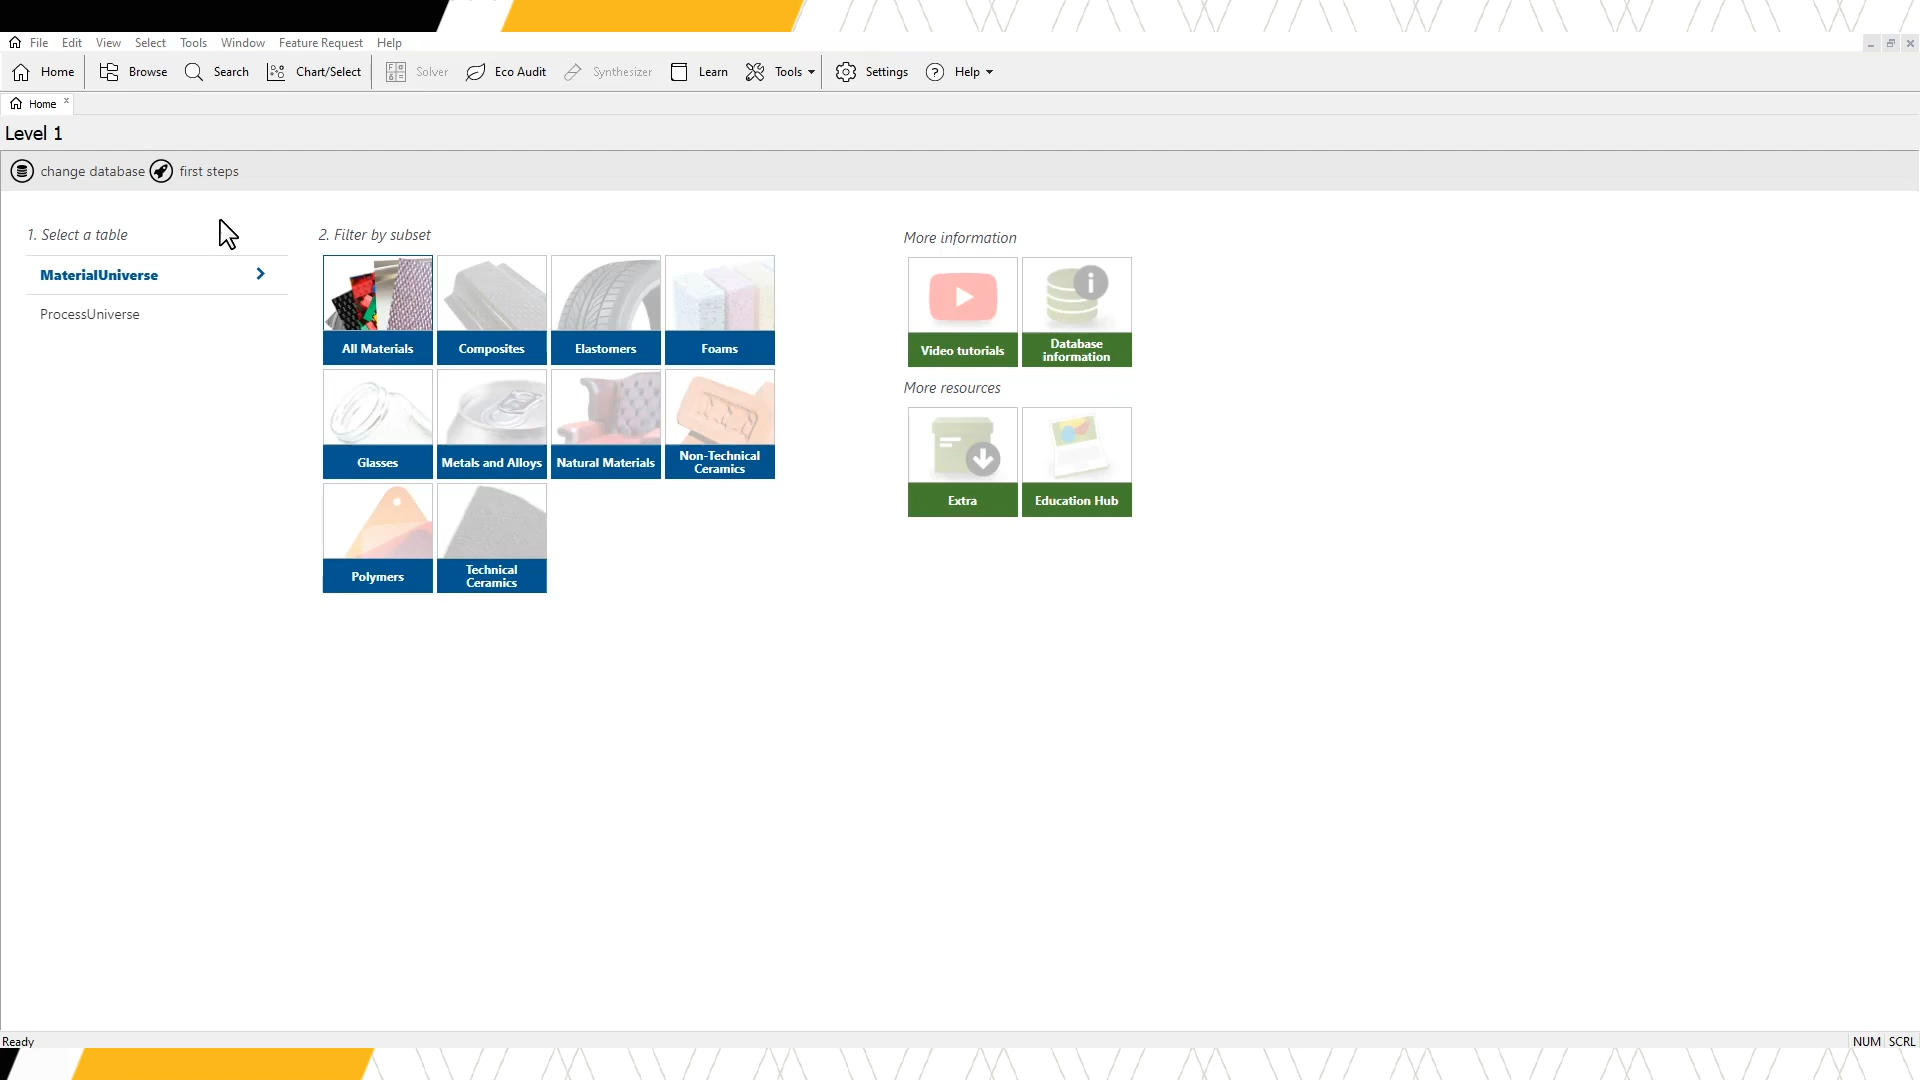 File Edit View Select Tools Window Feature Request Help
Home Browse Search Chart/Select Solver Eco Audit Synthesizer Learn Tools Settings Help
Home
Level 1
change database first steps
1. Select a table
MaterialUniverse
ProcessUniverse
2. Filter by subset
All Materials Composites Elastomers Foams
Glasses Metals and Alloys Natural Materials Non-Technical
Ceramics
Polymers Technical
Ceramics
More information
Video tutorials Database
information
More resources
Extra Education Hub
Ready NUM SCRL